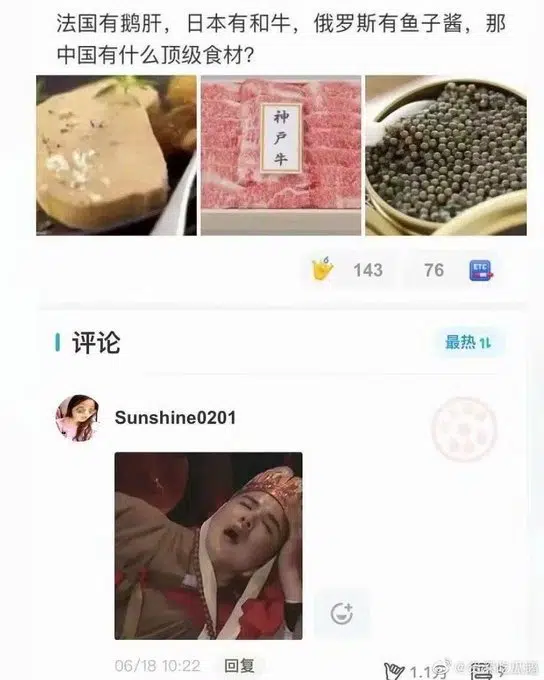 法国有鹅肝，日本有和牛，俄罗斯有鱼子酱，那
中国有什么顶级食材？
神户牛
6
143
76
ETC
评论
最热
Sunshine0201
06/18 10:22
回复
1.1万
9